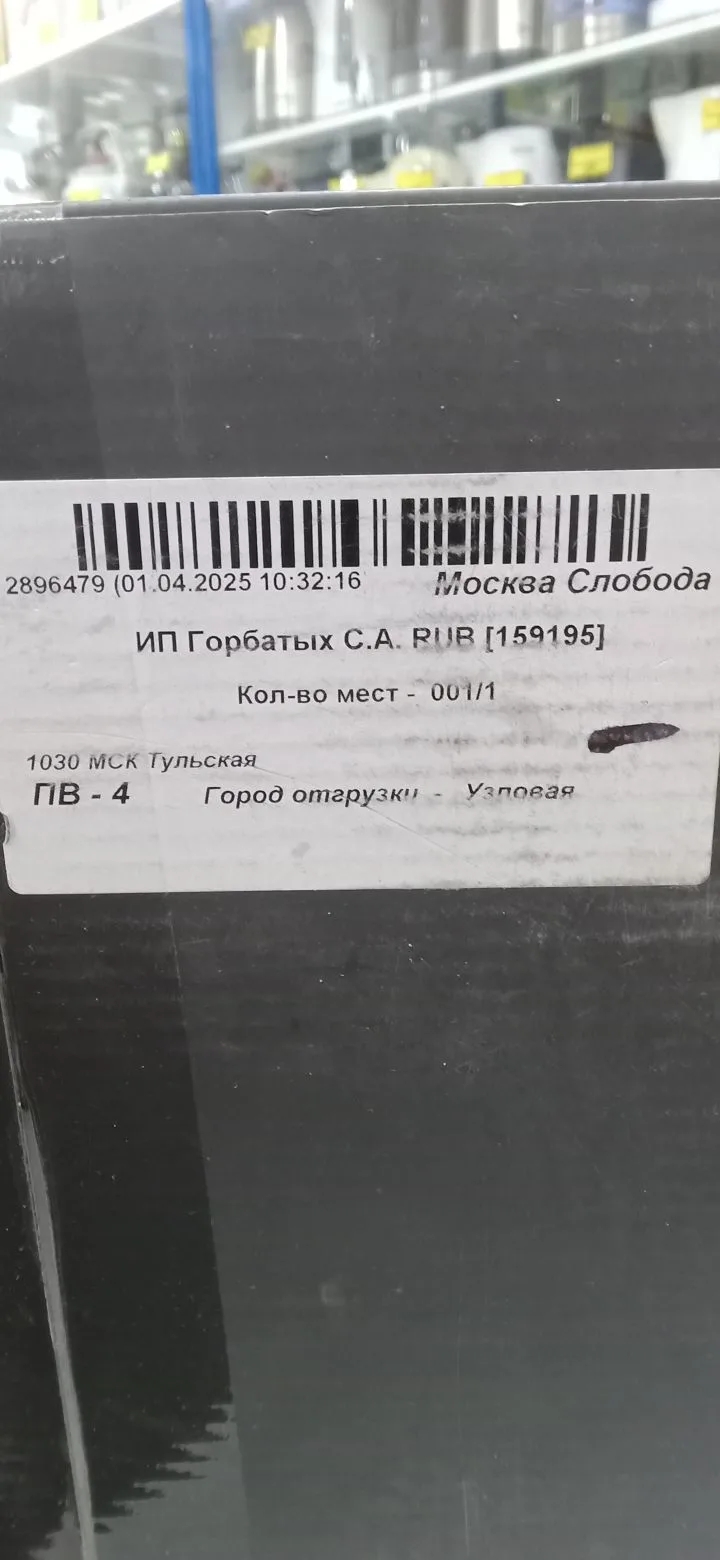 2896479 (01.04.2025 10:32:16 Москва Слобода
ИП Горбатых С.А. RUB [159195]
Кол-во мест - 001/1
1030 МСК Тульская
ПВ - 4 Город отгрузки - Узловая